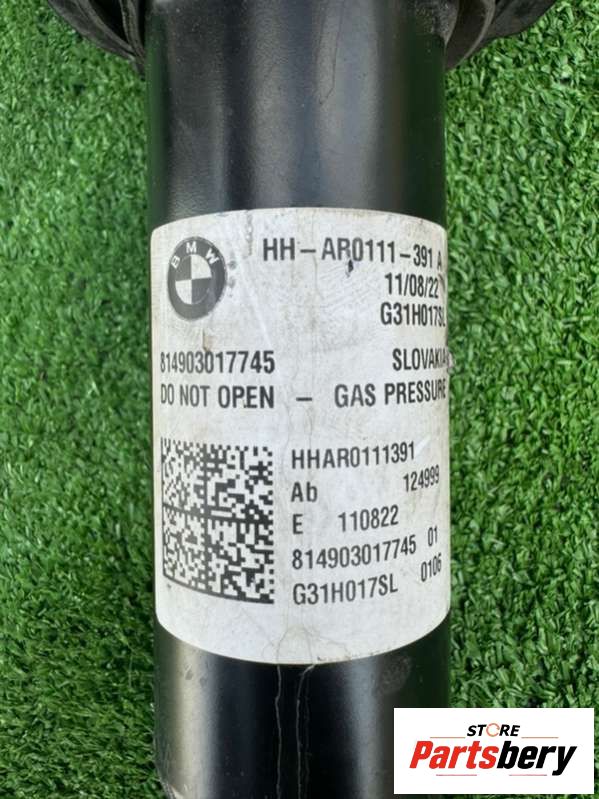 BMW
HH-AR0111-391 A
11/08/22
G31H017SL
814903017745 SLOVAKIA
DO NOT OPEN - GAS PRESSURE
HHAR0111391
Ab 124999
E 110822
814903017745 01
G31H017SL 0106
STORE
Partsbery